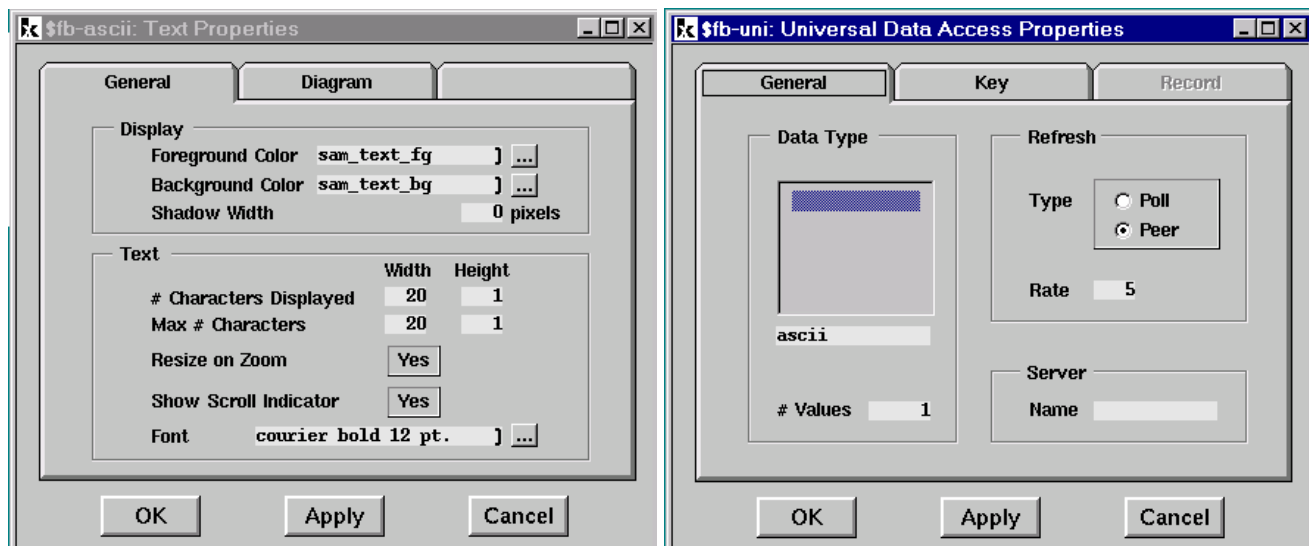 $fb-ascii: Text Properties
General Diagram
Display
Foreground Color sam_text_fg ] ...
Background Color sam_text_bg ] ...
Shadow Width 0 pixels
Text
Width Height
# Characters Displayed 20 1
Max # Characters 20 1
Resize on Zoom Yes
Show Scroll Indicator Yes
Font courier bold 12 pt. ] ...
OK Apply Cancel
$fb-uni: Universal Data Access Properties
General Key Record
Data Type
ascii
# Values 1
Refresh
Type Poll
Peer
Rate 5
Server
Name
OK Apply Cancel